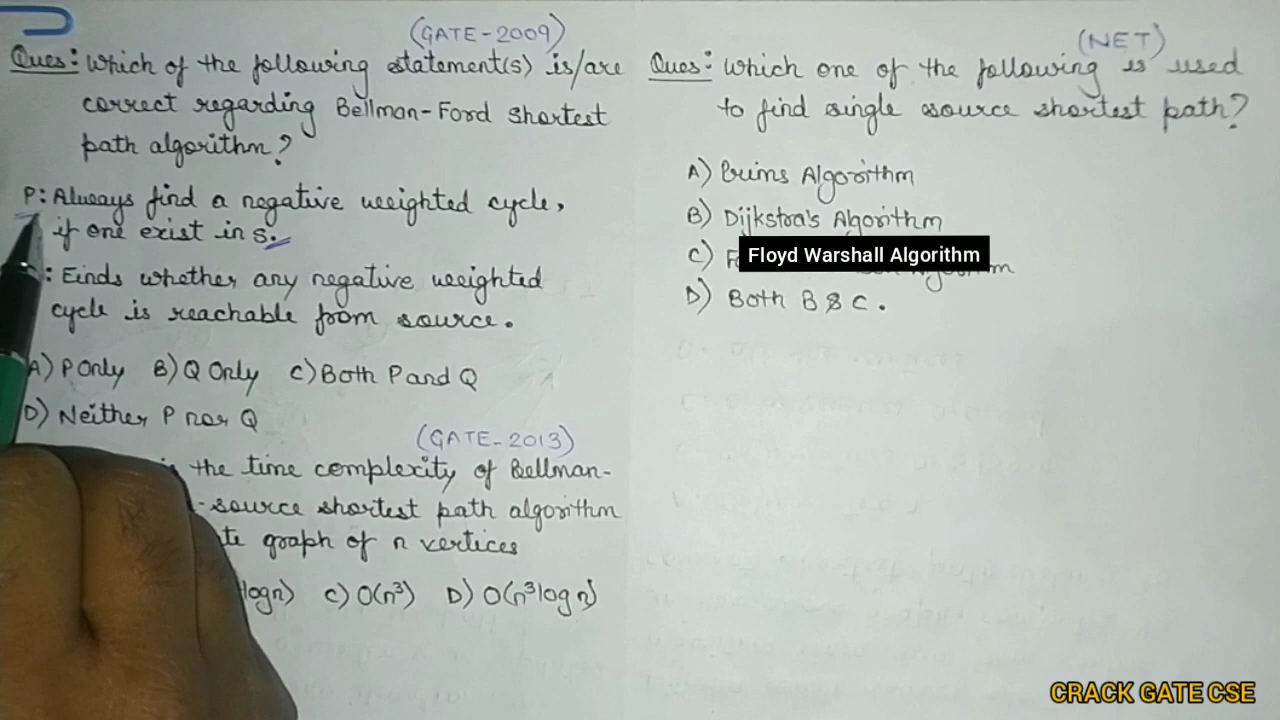 (GATE-2009)
Ques: Which of the following statement(s) is/are
correct regarding Bellman-Ford shortest
path algorithm?
P: Always find a negative weighted cycle,
if one exist in s.
: Finds whether any negative weighted
cycle is reachable from source.
A) P Only B) Q Only C) Both P and Q
D) Neither P nor Q
(GATE-2013)
the time complexity of Bellman-
-source shortest path algorithm
graph of n vertices
logn) C) O(n³) D) O(n³logn)
(NET)
Ques: Which one of the following is used
to find single source shortest path?
A) Prims Algorithm
B) Dijkstra's Algorithm
C) Floyd Warshall Algorithm
D) Both B & C.
CRACK GATE CSE